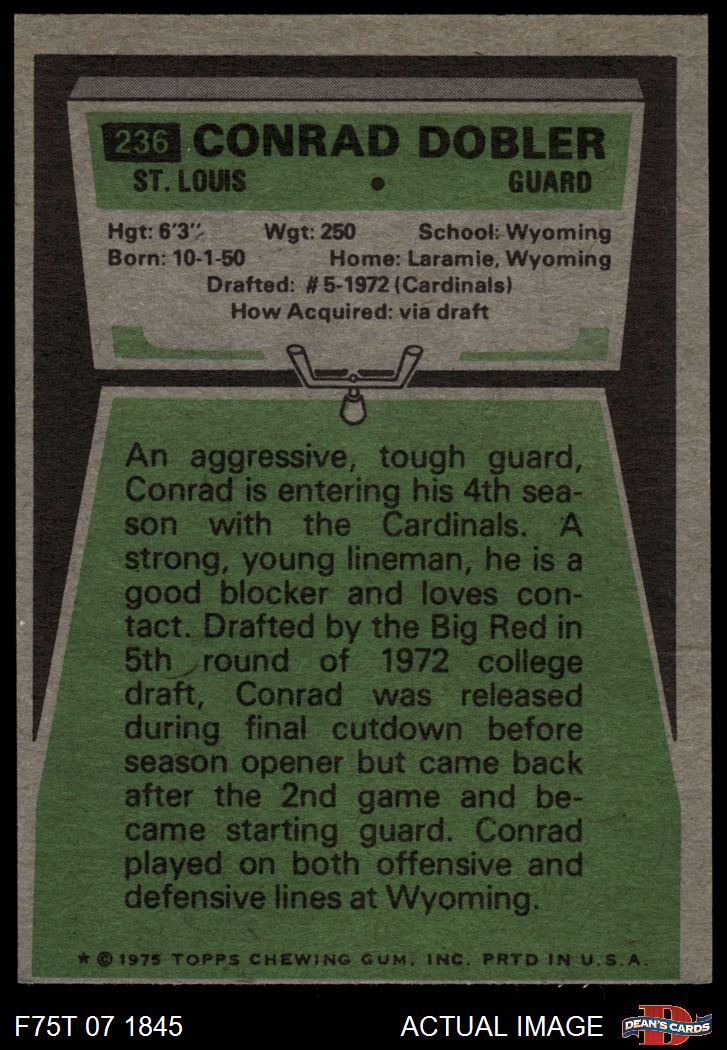 236 CONRAD DOBLER
ST. LOUIS • GUARD
Hgt: 6'3" Wgt: 250 School: Wyoming
Born: 10-1-50 Home: Laramie, Wyoming
Drafted: #5-1972 (Cardinals)
How Acquired: via draft
An aggressive, tough guard,
Conrad is entering his 4th sea-
son with the Cardinals. A
strong, young lineman, he is a
good blocker and loves con-
tact. Drafted by the Big Red in
5th round of 1972 college
draft, Conrad was released
during final cutdown before
season opener but came back
after the 2nd game and be-
came starting guard. Conrad
played on both offensive and
defensive lines at Wyoming.
★ © 1975 TOPPS CHEWING GUM, INC. PRTD IN U.S.A.
F75T 07 1845 ACTUAL IMAGE D DEAN'S CARDS